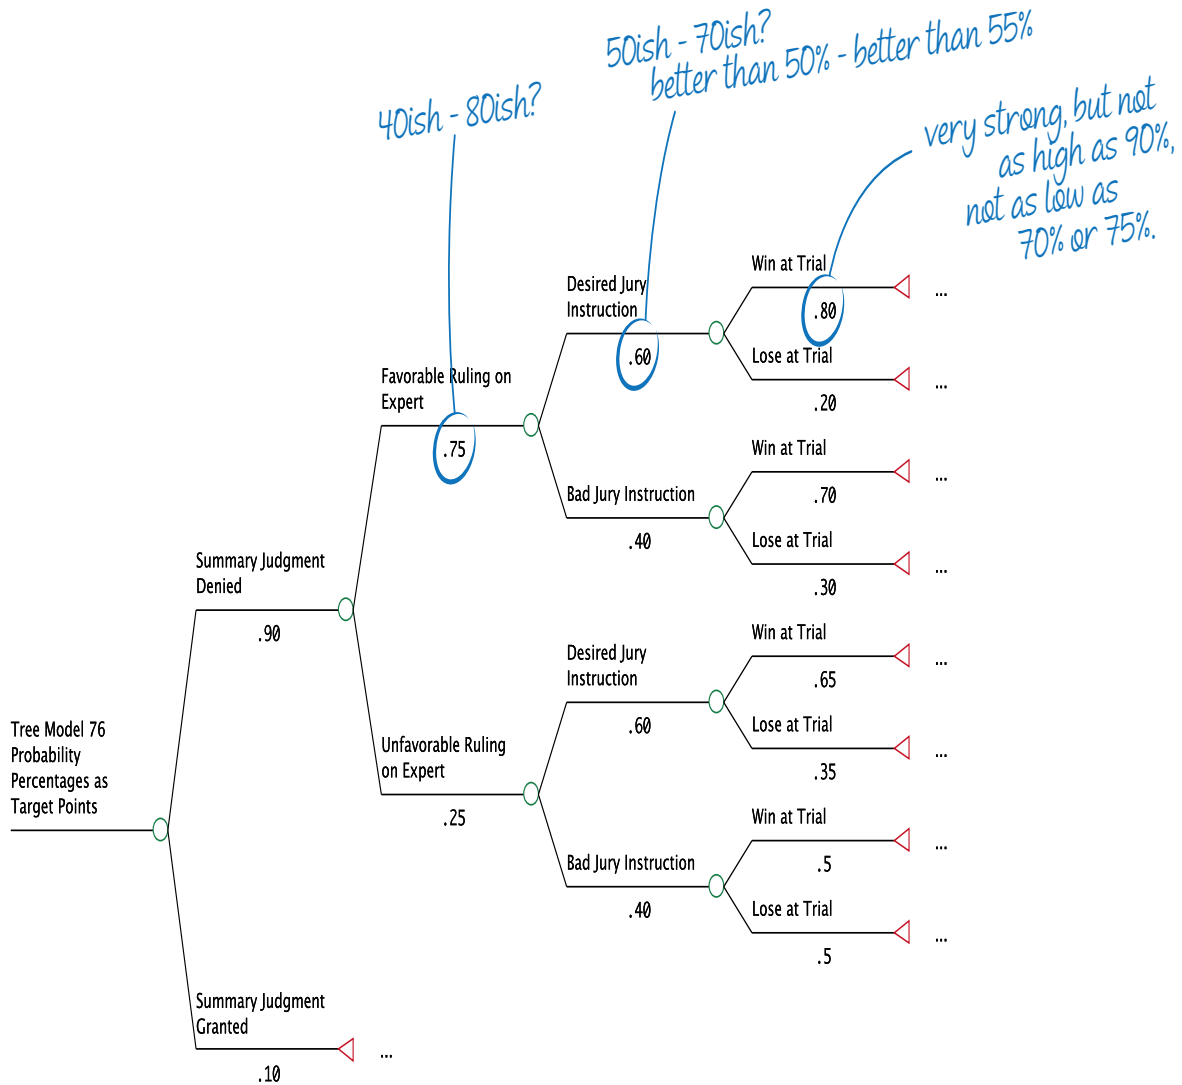 50ish - 70ish?
better than 50% - better than 55%
40ish - 80ish?
very strong, but not
as high as 90%,
not as low as
70% or 75%.
Win at Trial
...
.80
Desired Jury
Instruction
.60
Lose at Trial
...
.20
Favorable Ruling on
Expert
.75
Win at Trial
...
.70
Bad Jury Instruction
.40
Lose at Trial
...
.30
Summary Judgment
Denied
.90
Win at Trial
...
.65
Desired Jury
Instruction
.60
Lose at Trial
...
.35
Tree Model 76
Probability
Percentages as
Target Points
Unfavorable Ruling
on Expert
.25
Win at Trial
...
.5
Bad Jury Instruction
.40
Lose at Trial
...
.5
Summary Judgment
Granted
...
.10